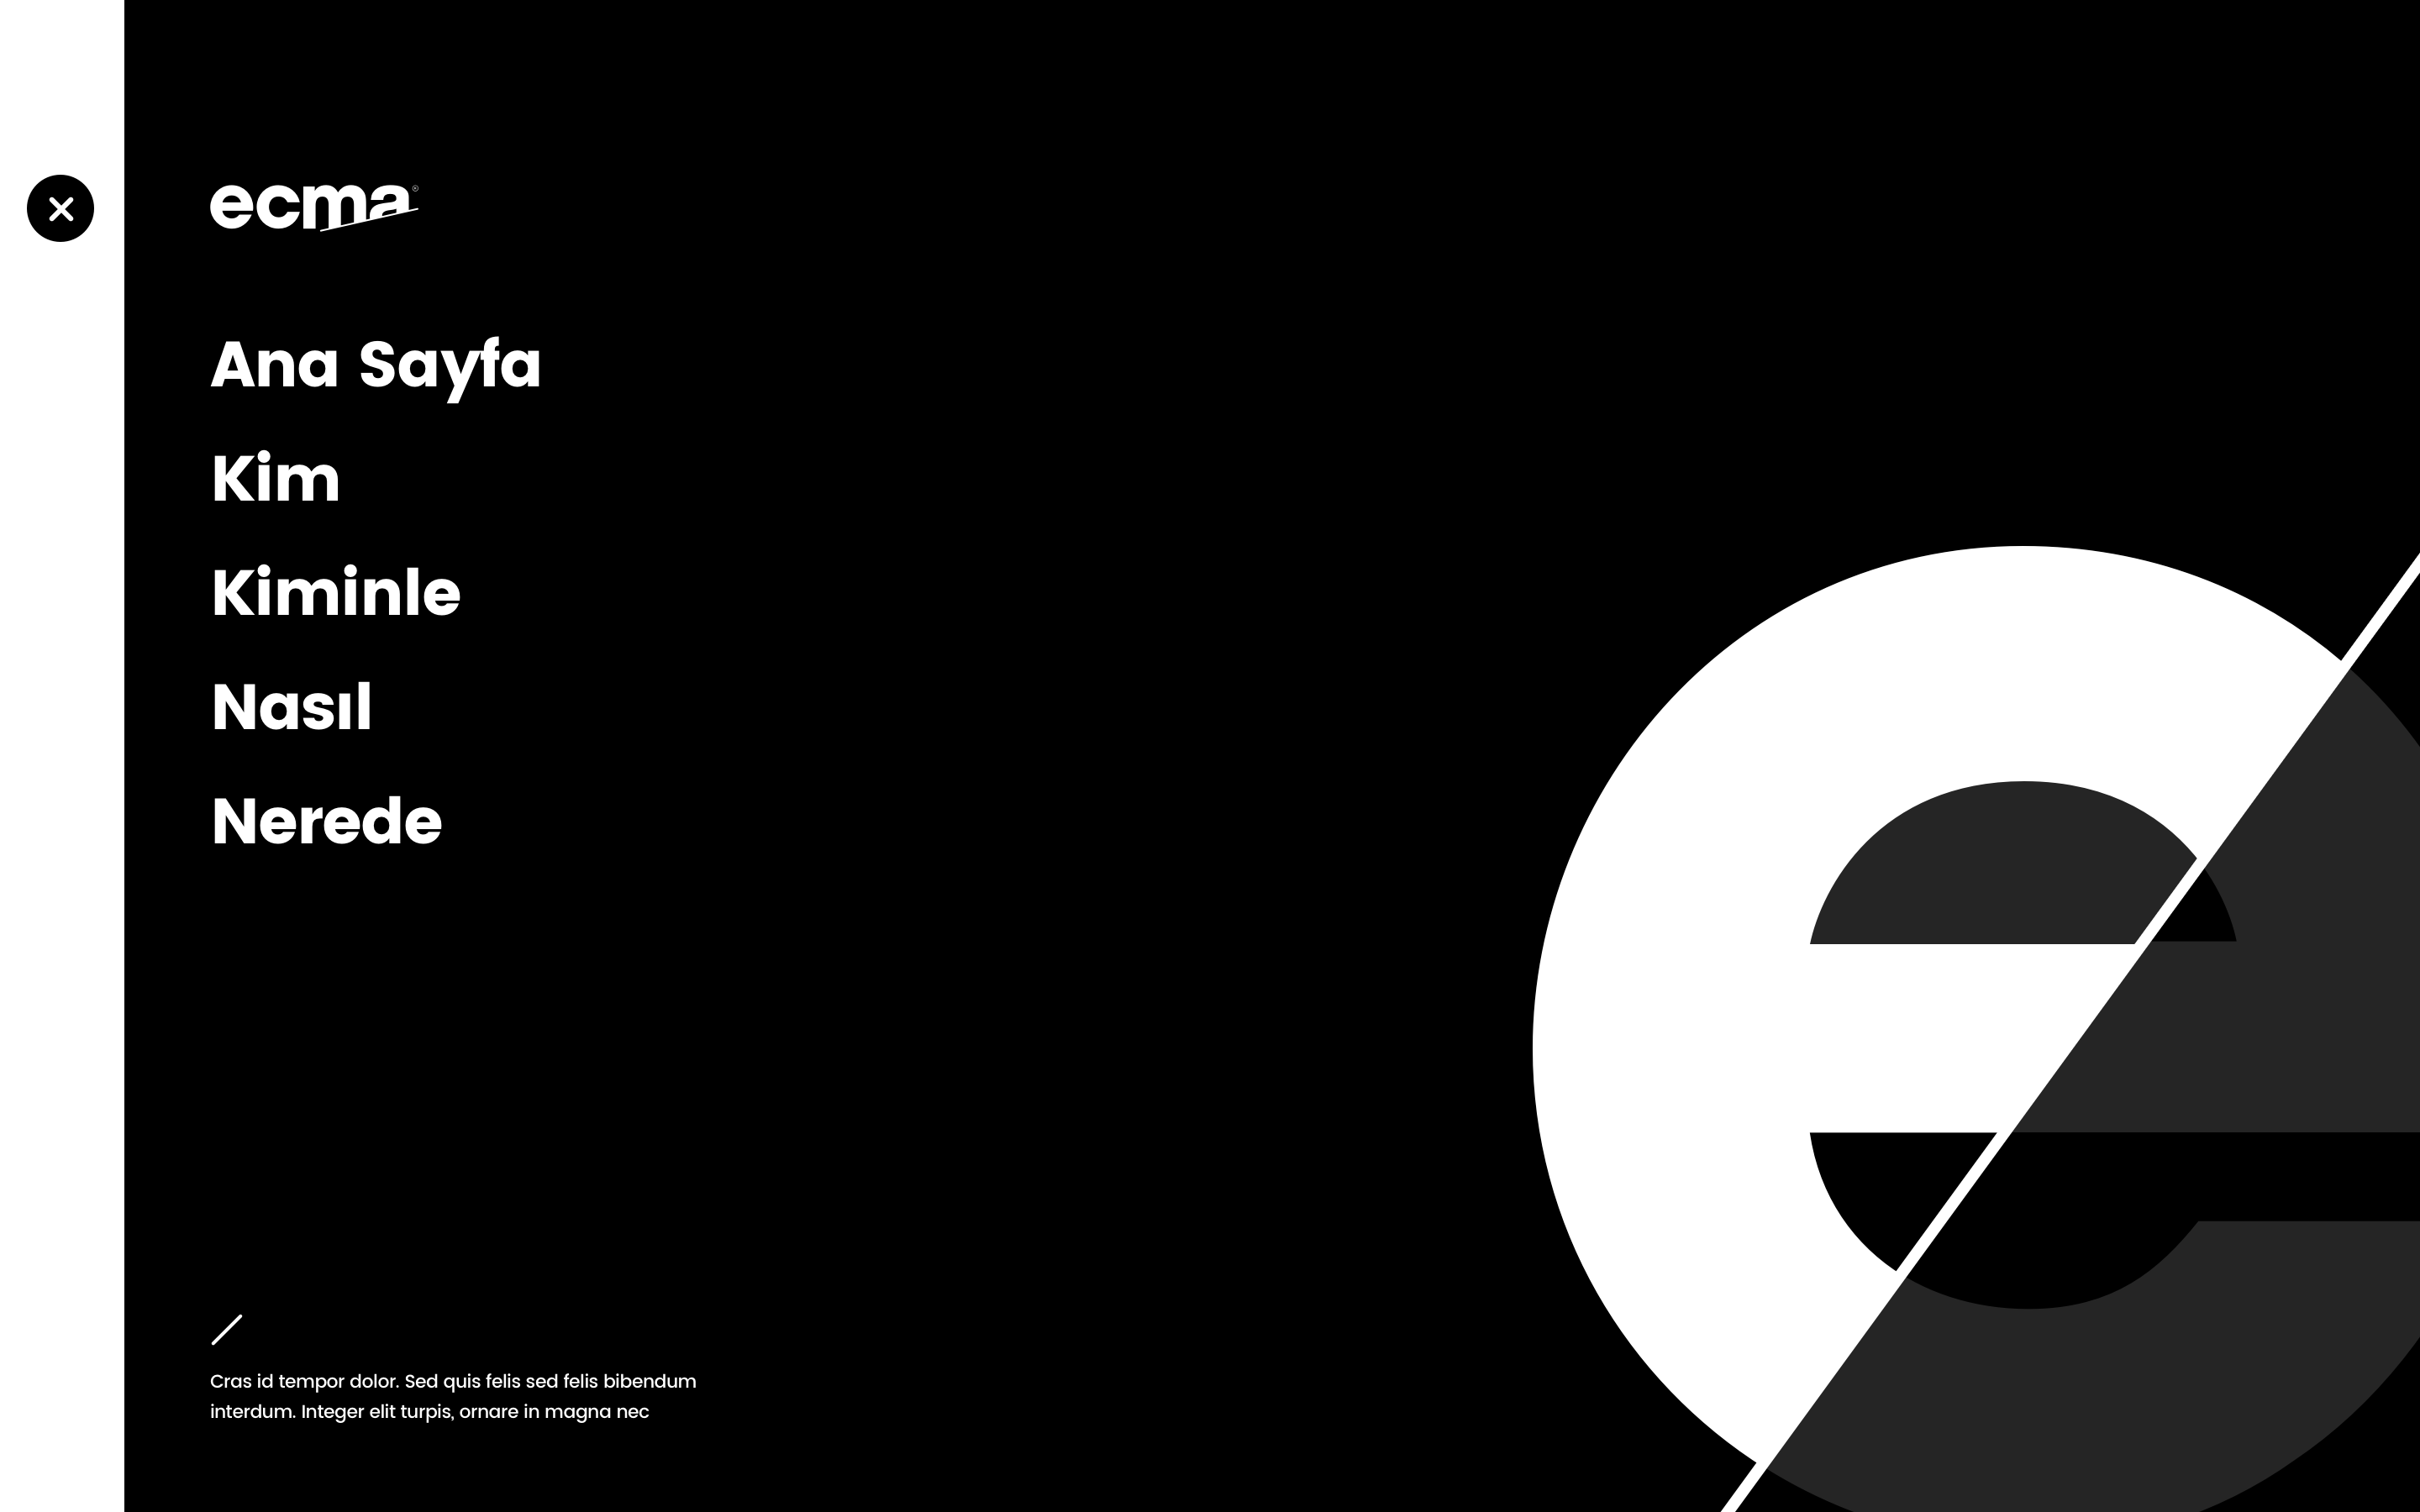 ecma®
Ana Sayfa
Kim
Kiminle
Nasıl
Nerede
Cras id tempor dolor. Sed quis felis sed felis bibendum
interdum. Integer elit turpis, ornare in magna nec
e